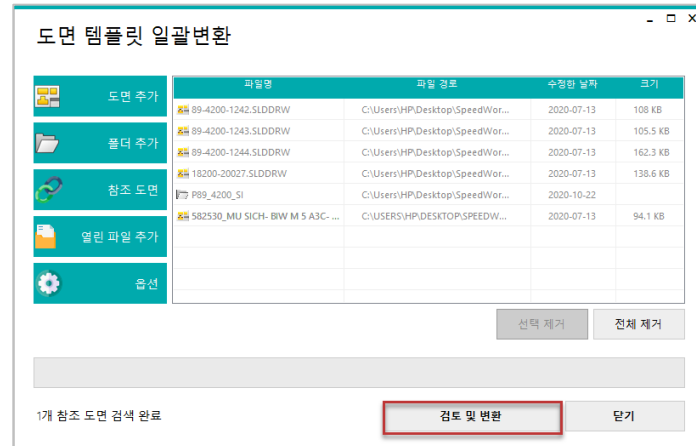 도면 템플릿 일괄변환
도면 추가
폴더 추가
참조 도면
열린 파일 추가
옵션
파일명 파일 경로 수정한 날짜 크기
89-4200-1242.SLDDRW C:\Users\HP\Desktop\SpeedWor... 2020-07-13 108 KB
89-4200-1243.SLDDRW C:\Users\HP\Desktop\SpeedWor... 2020-07-13 105.5 KB
89-4200-1244.SLDDRW C:\Users\HP\Desktop\SpeedWor... 2020-07-13 162.3 KB
18200-20027.SLDDRW C:\Users\HP\Desktop\SpeedWor... 2020-07-13 138.6 KB
P89_4200_SI C:\Users\HP\Desktop\SpeedWor... 2020-10-22
S82530_MU SICH- BIW M 5 A3C- ... C:\USERS\HP\DESKTOP\SPEEDW... 2020-07-13 94.1 KB
선택 제거 전체 제거
1개 참조 도면 검색 완료 검토 및 변환 닫기